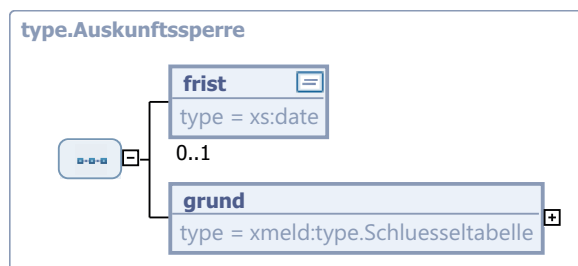 type.Auskunftssperre
frist
type = xs:date
0..1
grund
type = xmeld:type.Schluesseltabelle